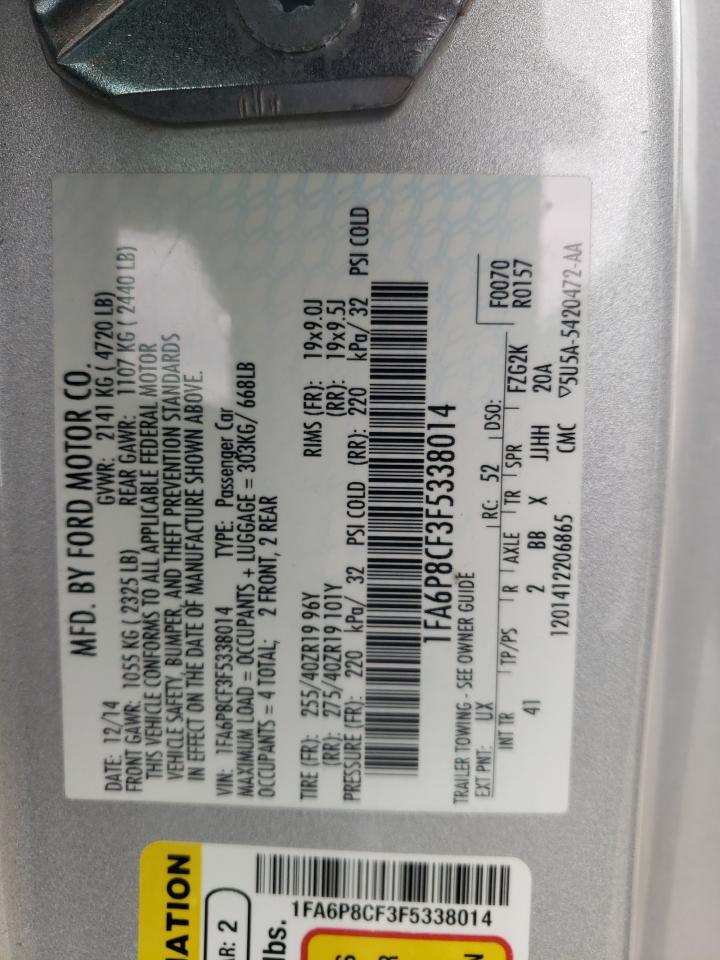 MFD. BY FORD MOTOR CO.
DATE: 12/14 GVWR: 2141 KG ( 4720 LB)
FRONT GAWR: 1055 KG ( 2325 LB) REAR GAWR: 1107 KG ( 2440 LB)
THIS VEHICLE CONFORMS TO ALL APPLICABLE FEDERAL MOTOR
VEHICLE SAFETY, BUMPER, AND THEFT PREVENTION STANDARDS
IN EFFECT ON THE DATE OF MANUFACTURE SHOWN ABOVE.
VIN: 1FA6P8CF3F5338014 TYPE: Passenger Car
MAXIMUM LOAD = OCCUPANTS + LUGGAGE = 303KG/ 668LB
OCCUPANTS = 4 TOTAL; 2 FRONT, 2 REAR
TIRE (FR): 255/40ZR19 96Y RIMS (FR): 19x9.0J
(RR): 275/40ZR19 101Y (RR): 19x9.5J
PRESSURE (FR): 220 kPa/ 32 PSI COLD (RR): 220 kPa/ 32 PSI COLD
1FA6P8CF3F5338014
TRAILER TOWING - SEE OWNER GUIDE
EXT PNT: UX RC: 52 DSO: F0070
R0157
INT TR TP/PS R AXLE TR SPR FZG2K
41 2 BB X JJHH 20A
1201412206865 CMC ▽5U5A-5420472-AA
MATION
AR: 2
lbs.
1FA6P8CF3F5338014